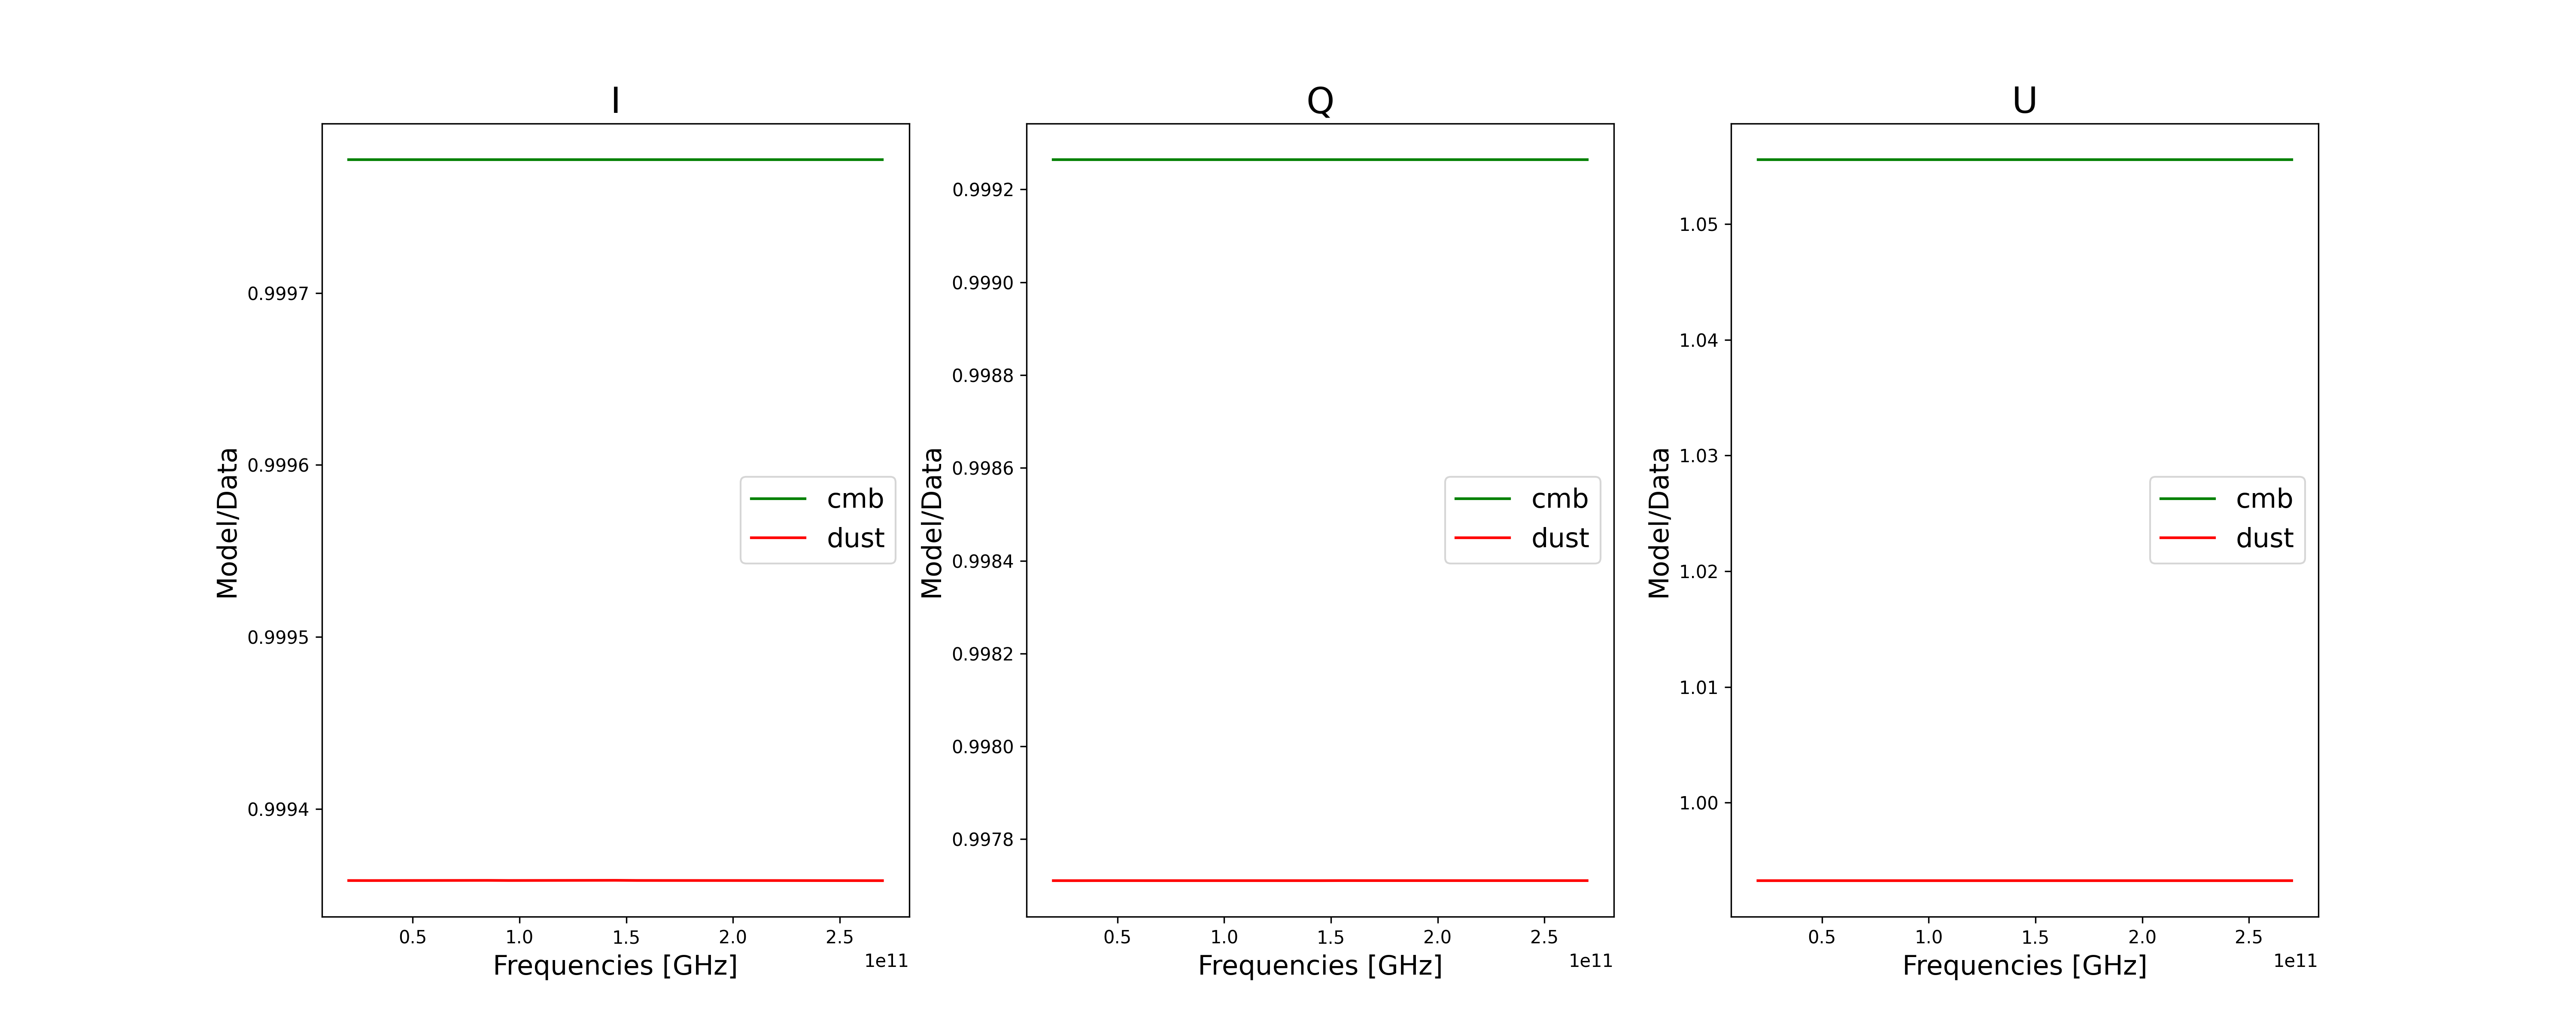 I
Model/Data
0.9997
0.9996
0.9995
0.9994
cmb
dust
0.5 1.0 1.5 2.0 2.5
1e11
Frequencies [GHz]
Q
Model/Data
0.9992
0.9990
0.9988
0.9986
0.9984
0.9982
0.9980
0.9978
cmb
dust
0.5 1.0 1.5 2.0 2.5
1e11
Frequencies [GHz]
U
Model/Data
1.05
1.04
1.03
1.02
1.01
1.00
cmb
dust
0.5 1.0 1.5 2.0 2.5
1e11
Frequencies [GHz]